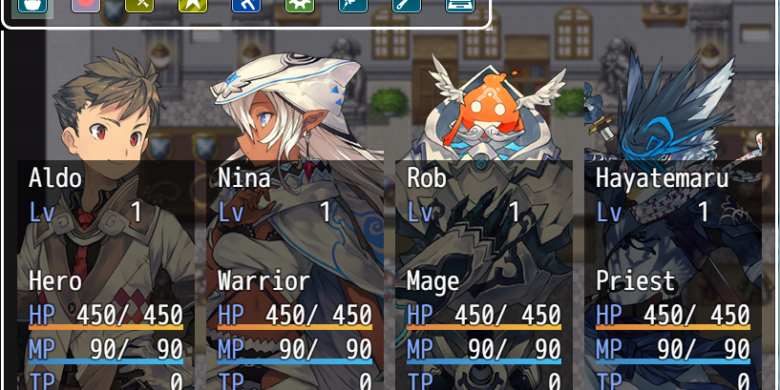 Aldo Nina Rob Hayatemaru
Lv 1 Lv 1 Lv 1 Lv 1
Hero Warrior Mage Priest
HP 450/ 450 HP 450/ 450 HP 450/ 450 HP 450/ 450
MP 90/ 90 MP 90/ 90 MP 90/ 90 MP 90/ 90
TP 0 TP 0 TP 0 TP 0